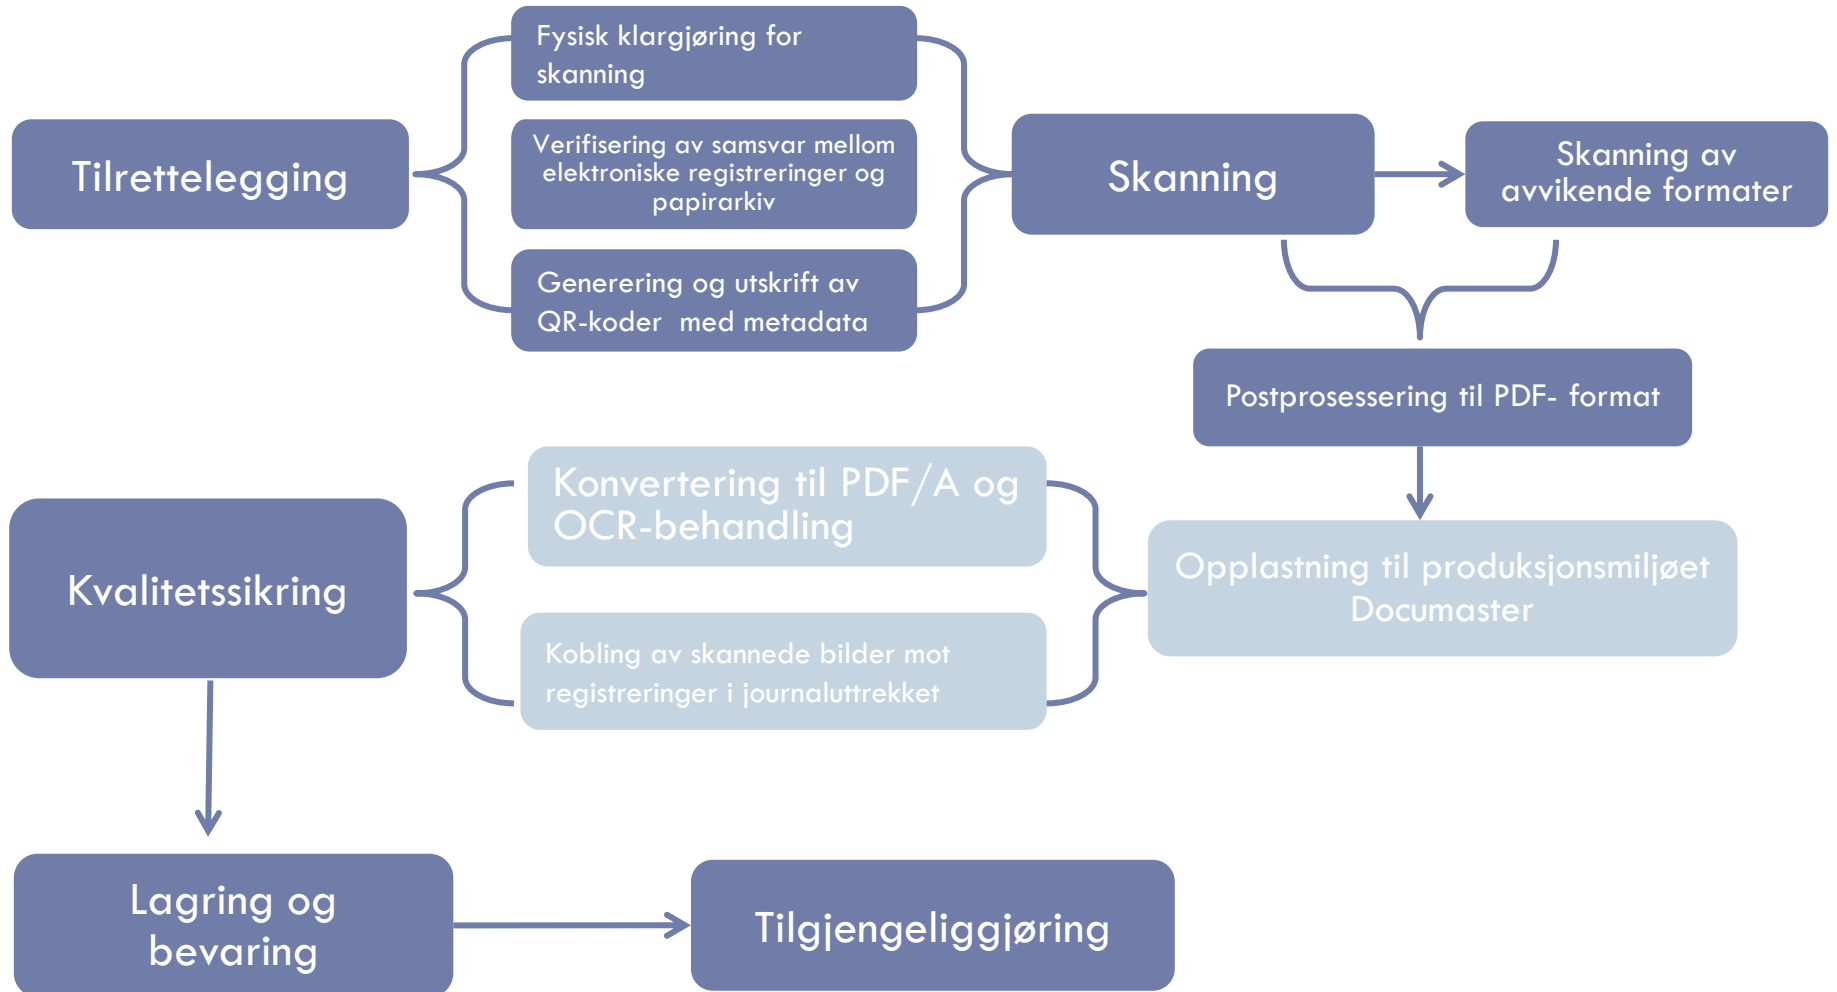 Tilrettelegging
Fysisk klargjøring for
skanning
Verifisering av samsvar mellom
elektroniske registreringer og
papirarkiv
Generering og utskrift av
QR-koder  med metadata
Skanning
Skanning av
avvikende formater
Postprosessering til PDF- format
Opplastning til produksjonsmiljøet
Documaster
Konvertering til PDF/A og
OCR-behandling
Kobling av skannede bilder mot
registreringer i journaluttrekket
Kvalitetssikring
Lagring og
bevaring
Tilgjengeliggjøring